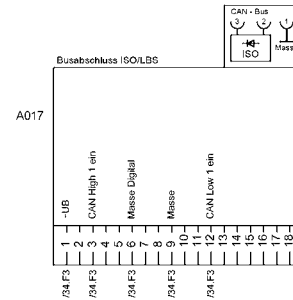 CAN - Bus
3 2 1
ISO
Mass
Busabschluss ISO/LBS
A017
-UB
CAN High 1 ein
Masse Digital
Masse
CAN Low 1 ein
1 2 3 4 5 6 7 8 9 10 11 12 13 14 15 16 17 18
/34.F3 /34.F3 /34.F3 /34.F3 /34.F3